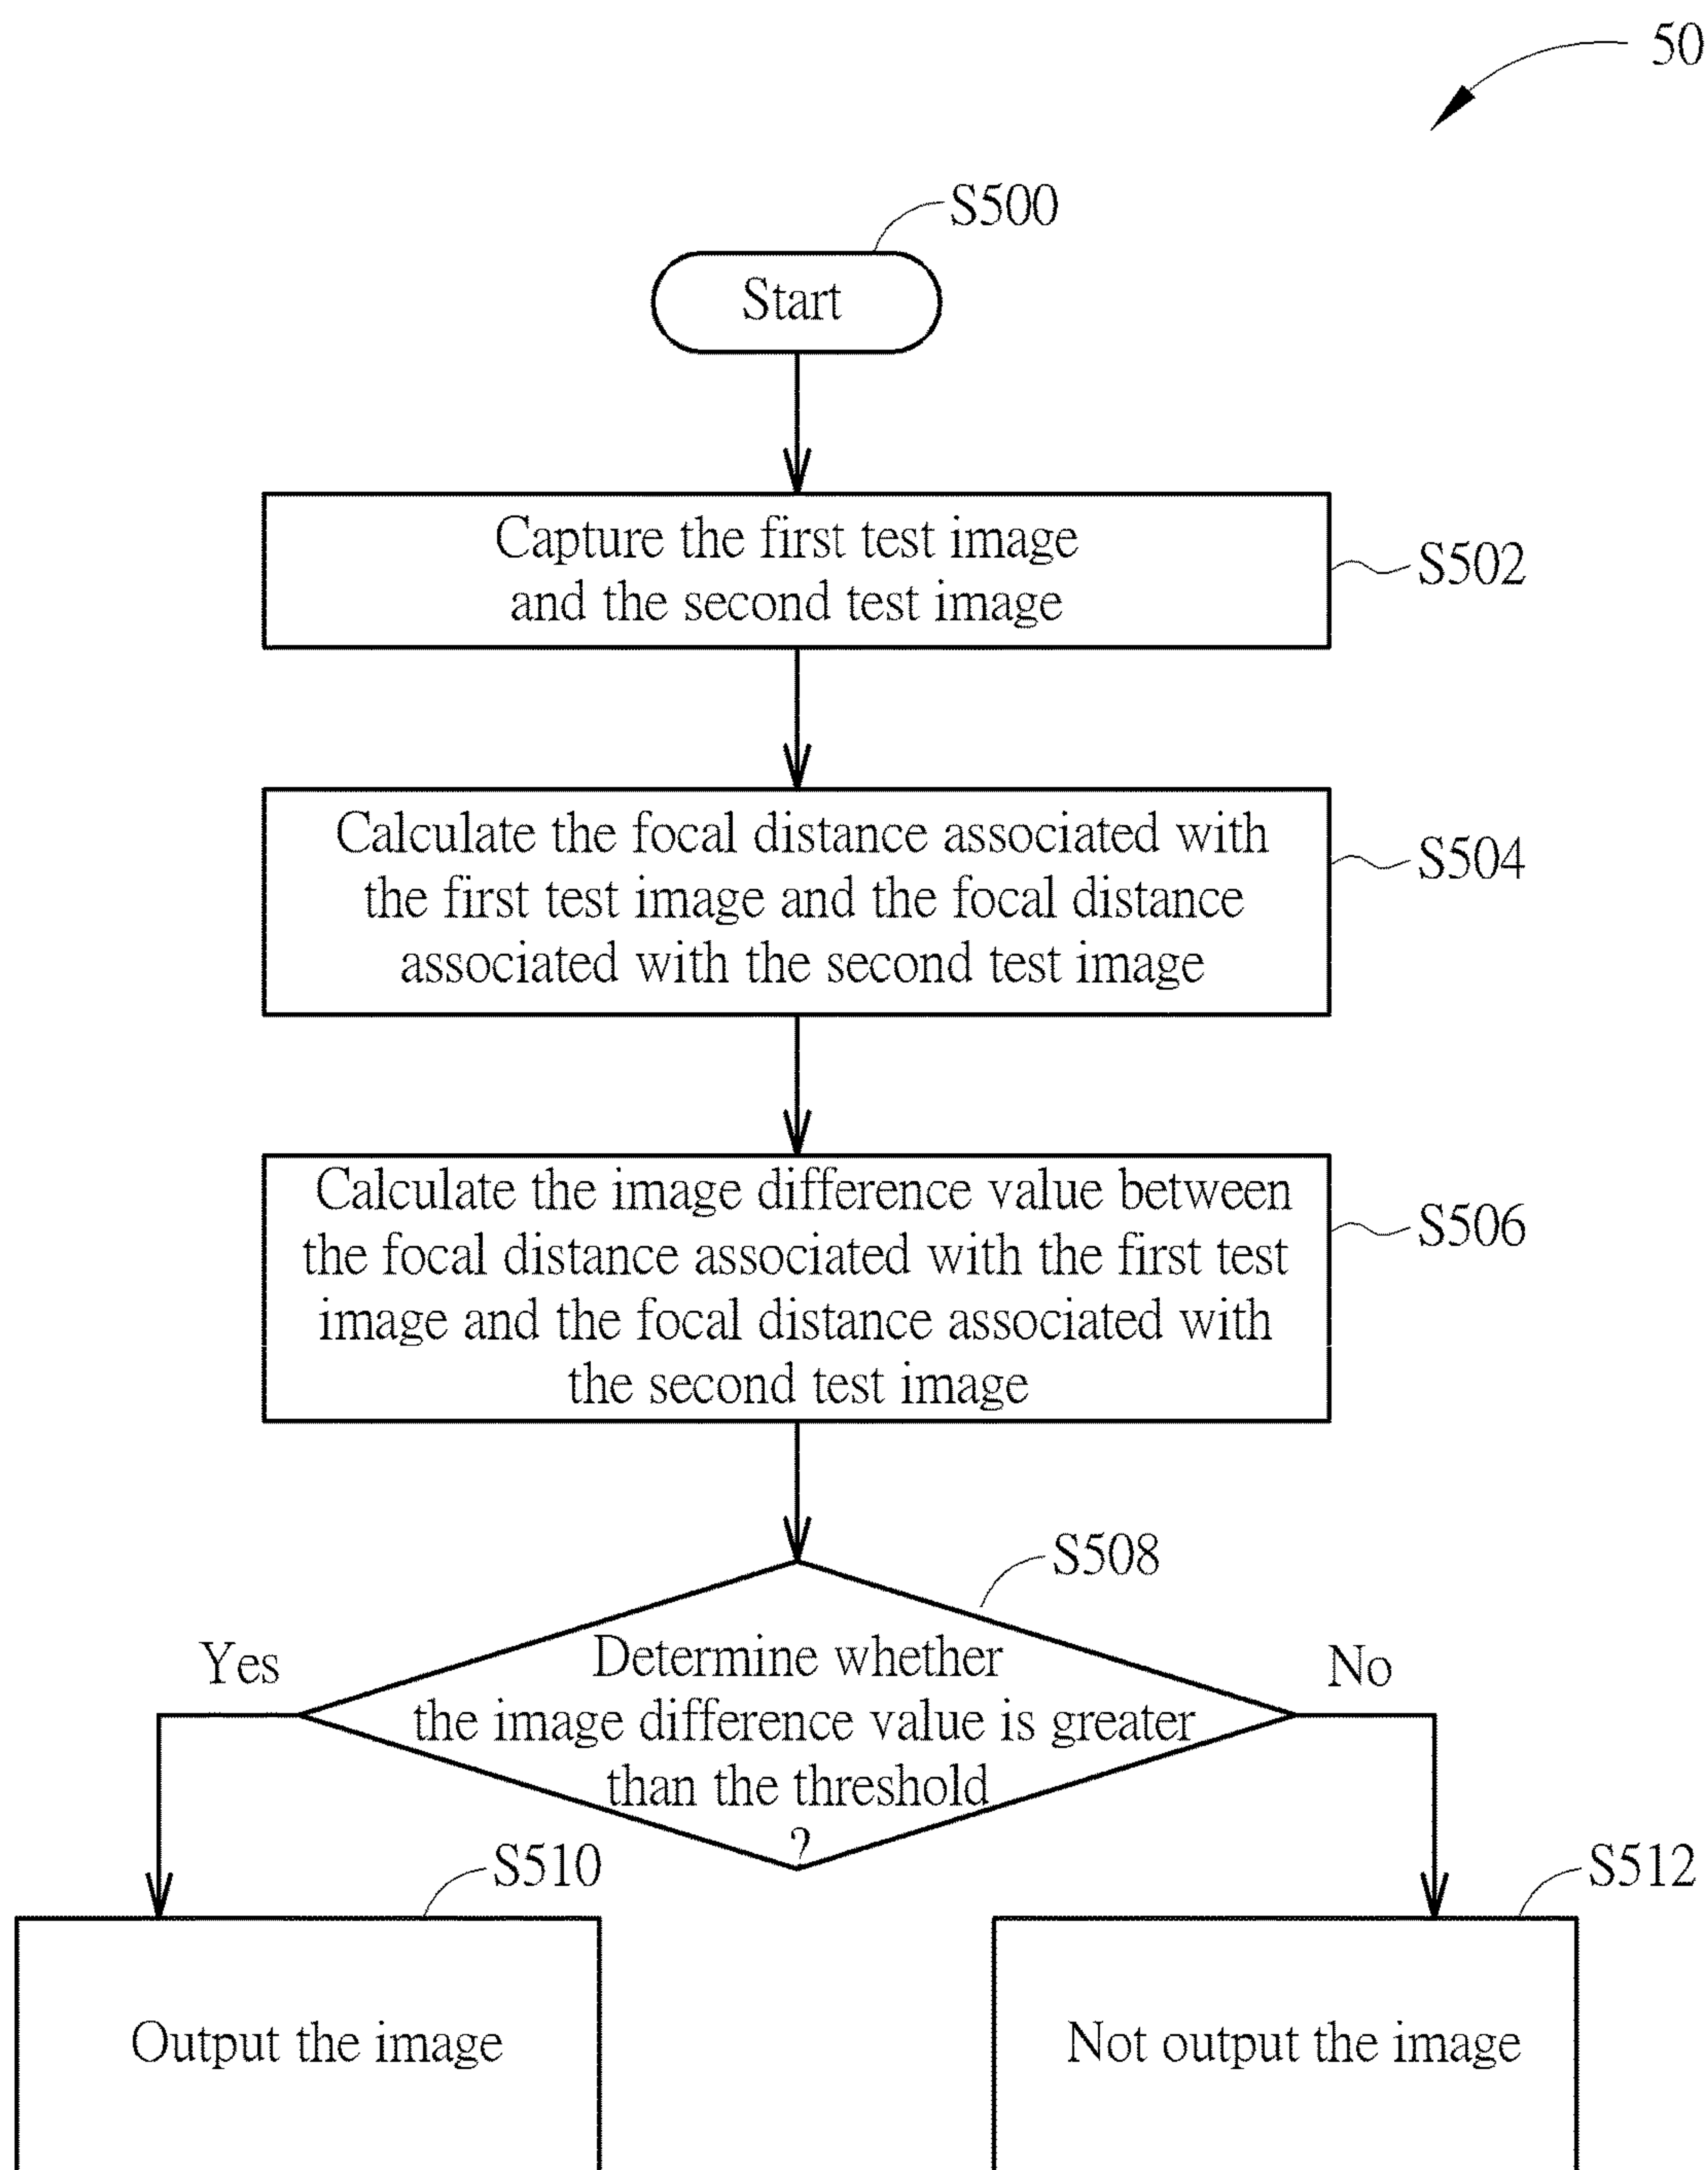 50
S500
Start
Capture the first test image
and the second test image
S502
Calculate the focal distance associated with
the first test image and the focal distance
associated with the second test image
S504
Calculate the image difference value between
the focal distance associated with the first test
image and the focal distance associated with
the second test image
S506
S508
Determine whether
the image difference value is greater
than the threshold
?
Yes
No
S510
Output the image
S512
Not output the image